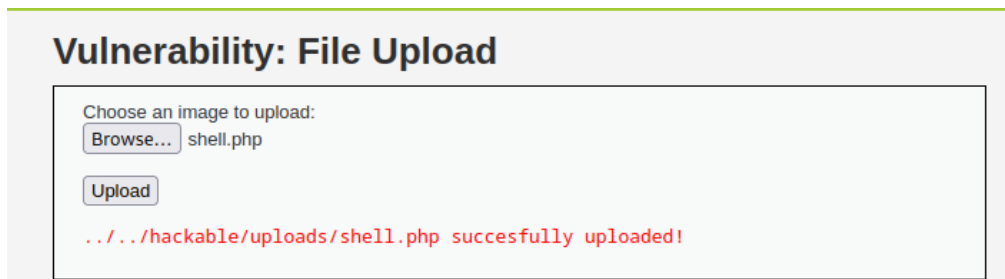 Vulnerability: File Upload
Choose an image to upload:
Browse... shell.php
Upload
../../hackable/uploads/shell.php succesfully uploaded!